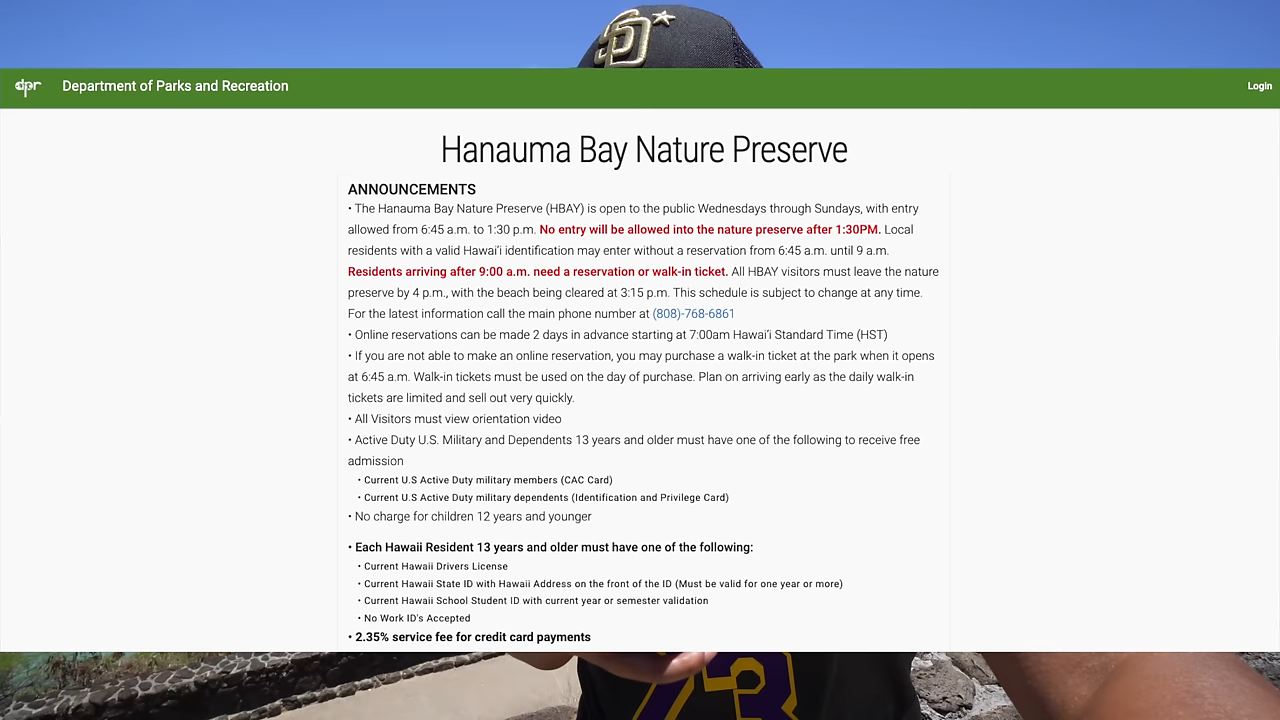 SD
dpr
Department of Parks and Recreation
Login
Hanauma Bay Nature Preserve
ANNOUNCEMENTS
• The Hanauma Bay Nature Preserve (HBAY) is open to the public Wednesdays through Sundays, with entry
allowed from 6:45 a.m. to 1:30 p.m. No entry will be allowed into the nature preserve after 1:30PM. Local
residents with a valid Hawai'i identification may enter without a reservation from 6:45 a.m. until 9 a.m.
Residents arriving after 9:00 a.m. need a reservation or walk-in ticket. All HBAY visitors must leave the nature
preserve by 4 p.m., with the beach being cleared at 3:15 p.m. This schedule is subject to change at any time.
For the latest information call the main phone number at (808)-768-6861
• Online reservations can be made 2 days in advance starting at 7:00am Hawai'i Standard Time (HST)
• If you are not able to make an online reservation, you may purchase a walk-in ticket at the park when it opens
at 6:45 a.m. Walk-in tickets must be used on the day of purchase. Plan on arriving early as the daily walk-in
tickets are limited and sell out very quickly.
• All Visitors must view orientation video
• Active Duty U.S. Military and Dependents 13 years and older must have one of the following to receive free
admission
• Current U.S Active Duty military members (CAC Card)
• Current U.S Active Duty military dependents (Identification and Privilege Card)
• No charge for children 12 years and younger
• Each Hawaii Resident 13 years and older must have one of the following:
• Current Hawaii Drivers License
• Current Hawaii State ID with Hawaii Address on the front of the ID (Must be valid for one year or more)
• Current Hawaii School Student ID with current year or semester validation
• No Work ID's Accepted
• 2.35% service fee for credit card payments
73